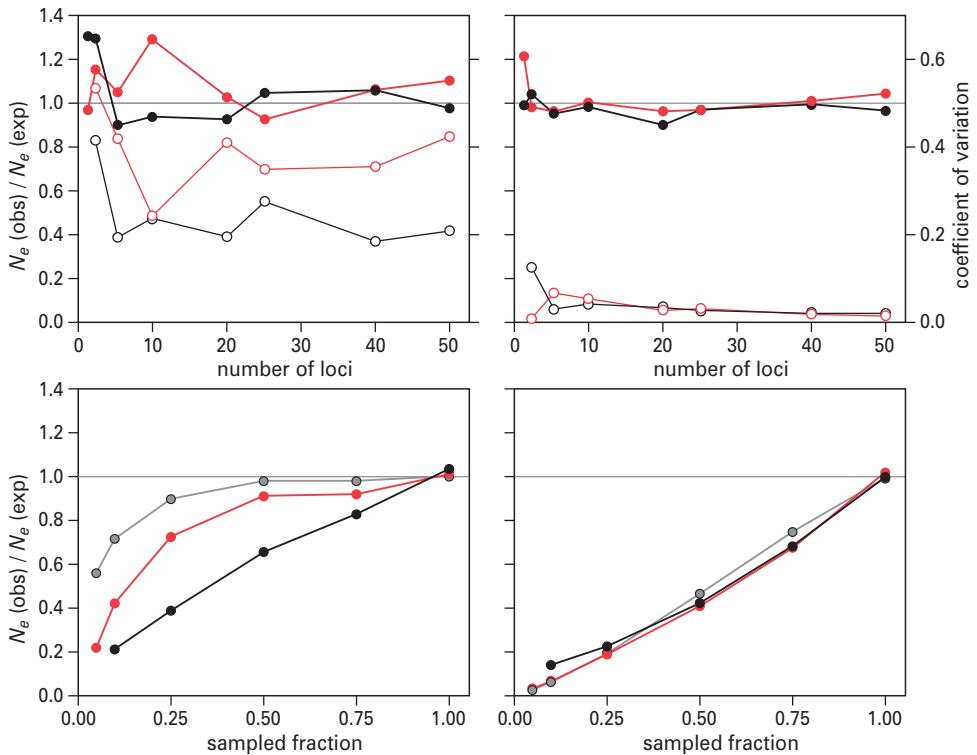 1.4
1.2
1.0
0.8
0.6
0.4
0.2
0.0
Ne (obs) / Ne (exp)
0 10 20 30 40 50
number of loci
0.6
0.4
0.2
0.0
coefficient of variation
0 10 20 30 40 50
number of loci
1.4
1.2
1.0
0.8
0.6
0.4
0.2
0.0
Ne (obs) / Ne (exp)
0.00 0.25 0.50 0.75 1.00
sampled fraction
0.00 0.25 0.50 0.75 1.00
sampled fraction